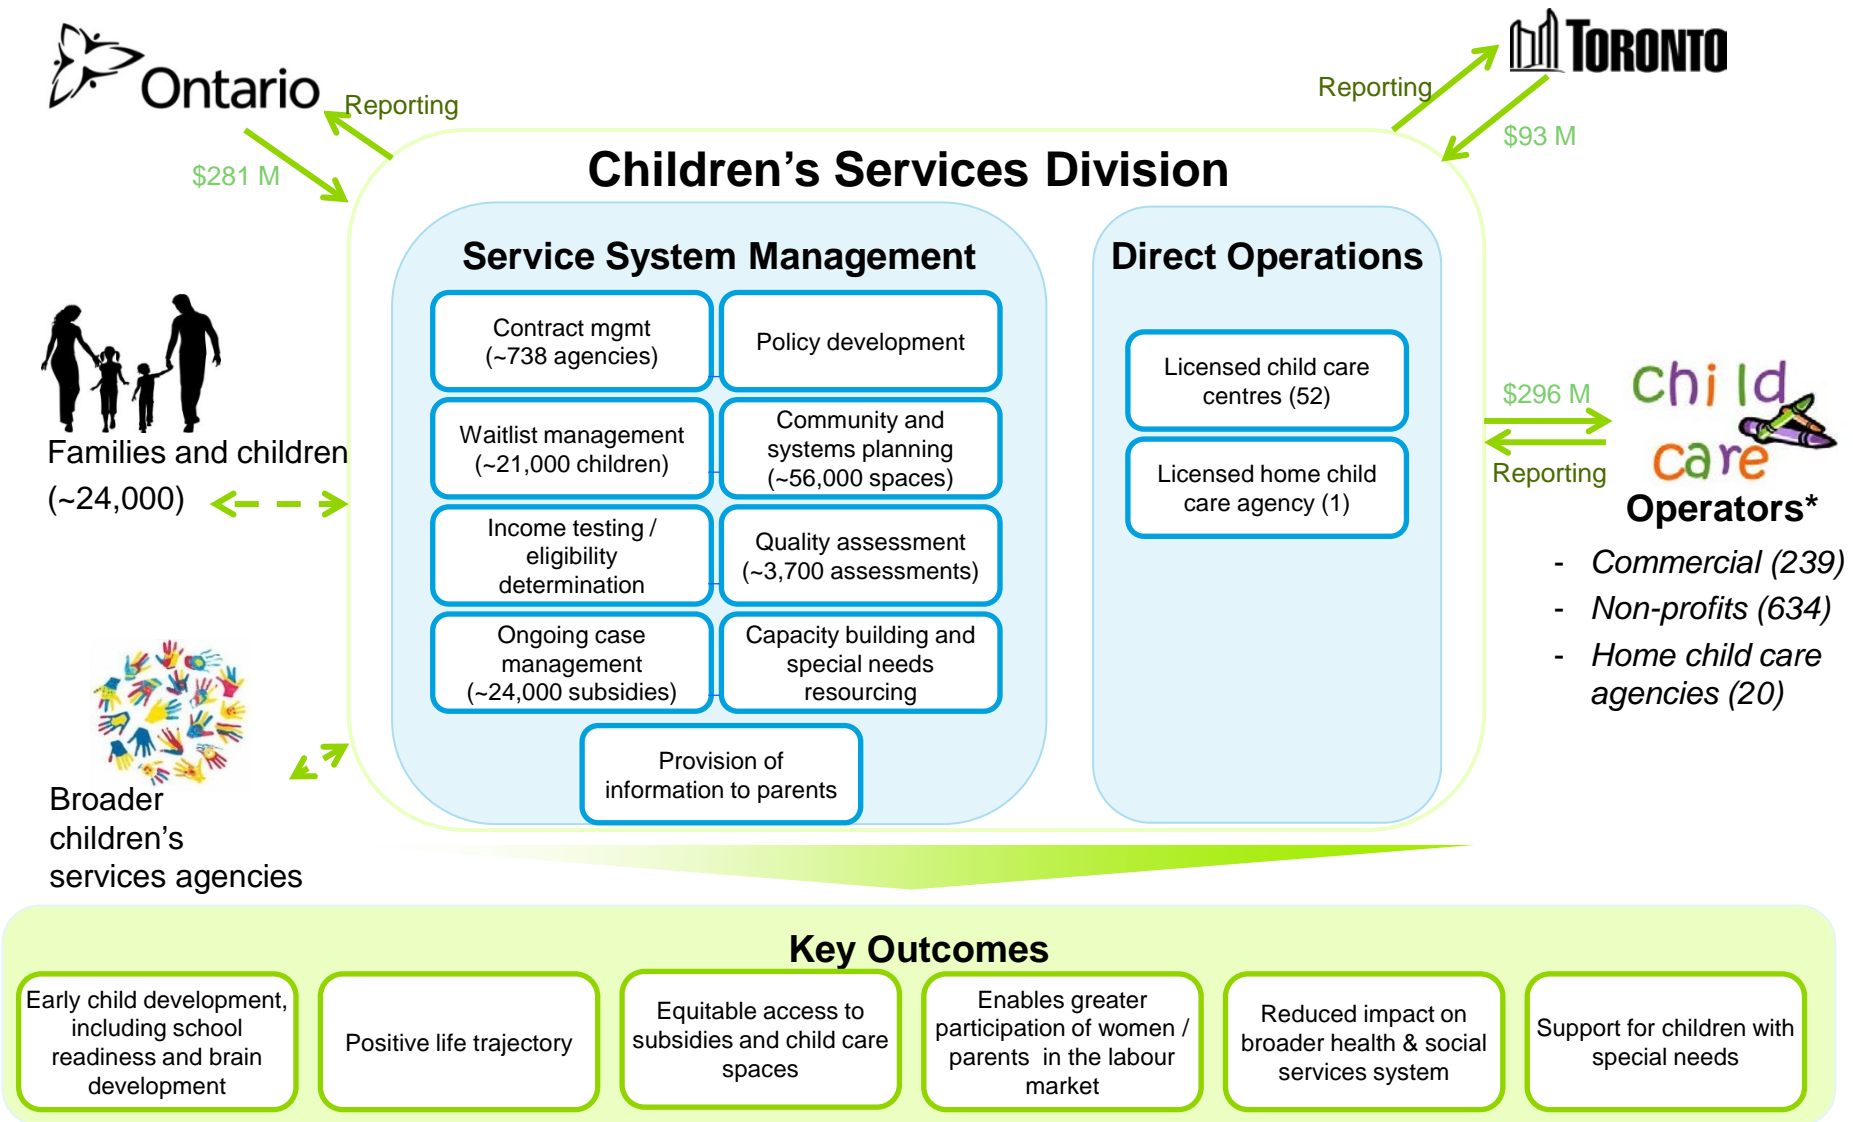 Ontario
Reporting
$281 M
TORONTO
Reporting
$93 M
Children's Services Division
Service System Management
Contract mgmt
(~738 agencies)
Policy development
Waitlist management
(~21,000 children)
Community and
systems planning
(~56,000 spaces)
Income testing /
eligibility
determination
Quality assessment
(~3,700 assessments)
Ongoing case
management
(~24,000 subsidies)
Capacity building and
special needs
resourcing
Provision of
information to parents
Direct Operations
Licensed child care
centres (52)
Licensed home child
care agency (1)
Families and children
(~24,000)
Broader
children's
services agencies
$296 M
Reporting
Child
care
Operators*
- Commercial (239)
- Non-profits (634)
- Home child care
agencies (20)
Key Outcomes
Early child development,
including school
readiness and brain
development
Positive life trajectory
Equitable access to
subsidies and child care
spaces
Enables greater
participation of women /
parents in the labour
market
Reduced impact on
broader health & social
services system
Support for children with
special needs